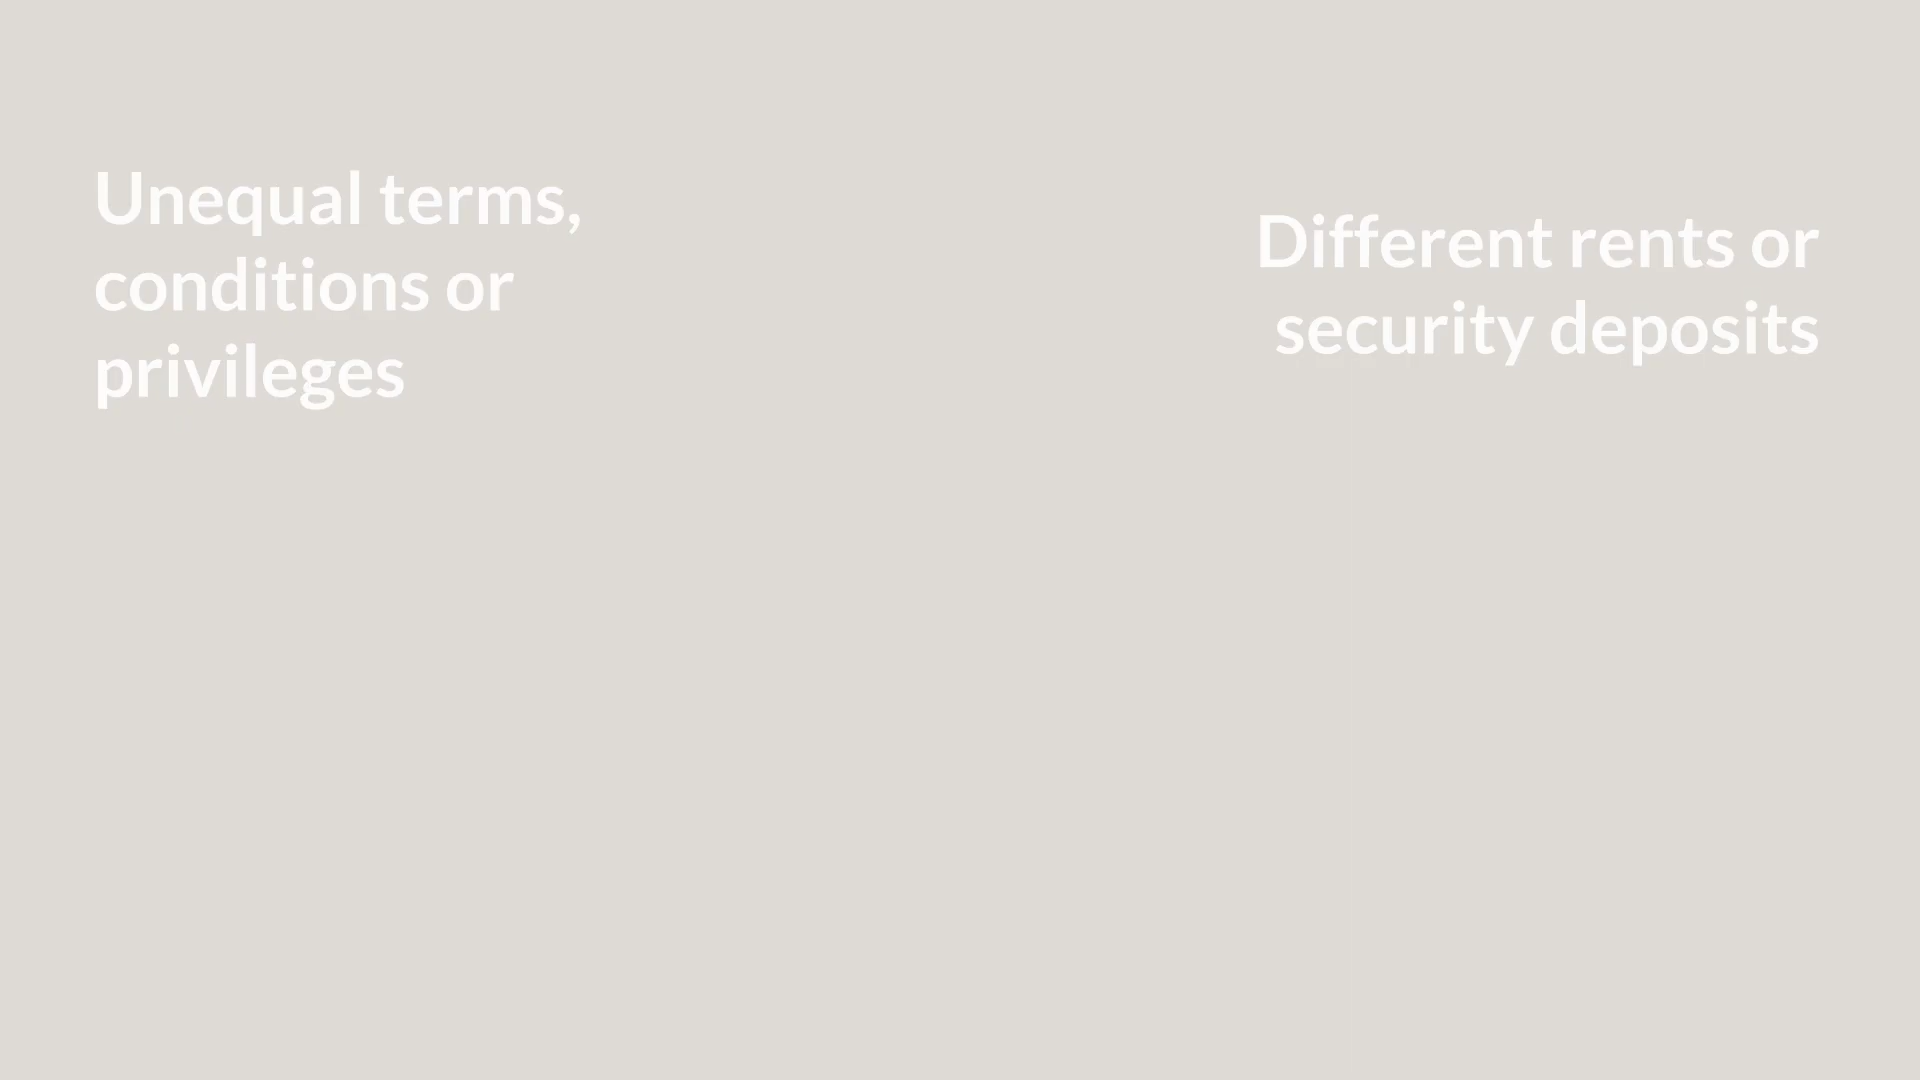 Unequal terms,
conditions or
privileges
Different rents or
security deposits